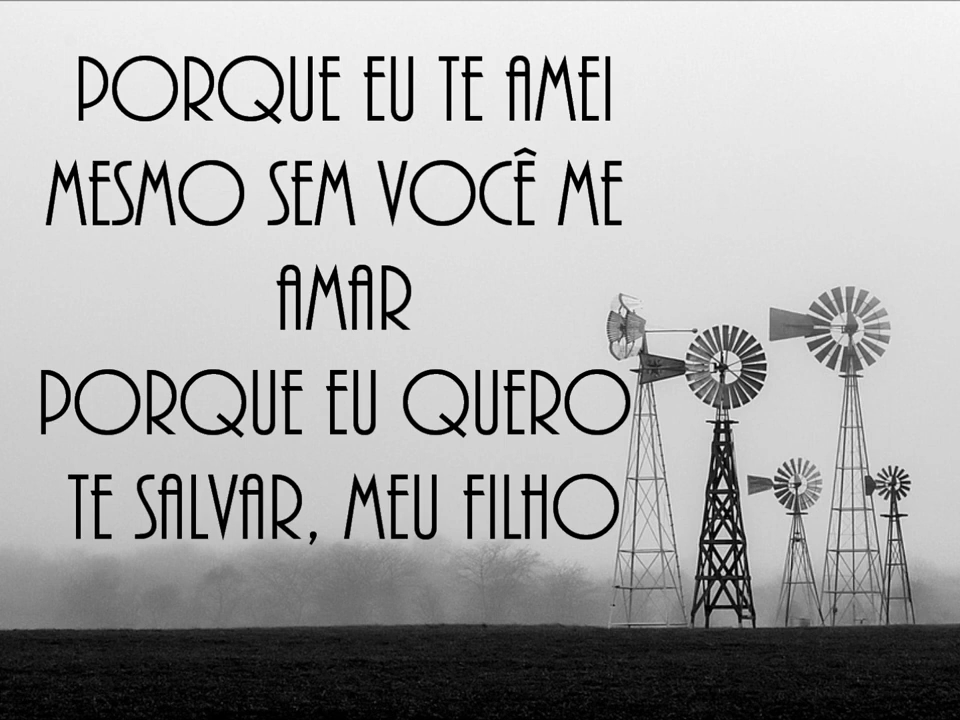 PORQUE EU TE AMEI
MESMO SEM VOCÊ ME
AMAR
PORQUE EU QUERO
TE SALVAR, MEU FILHO